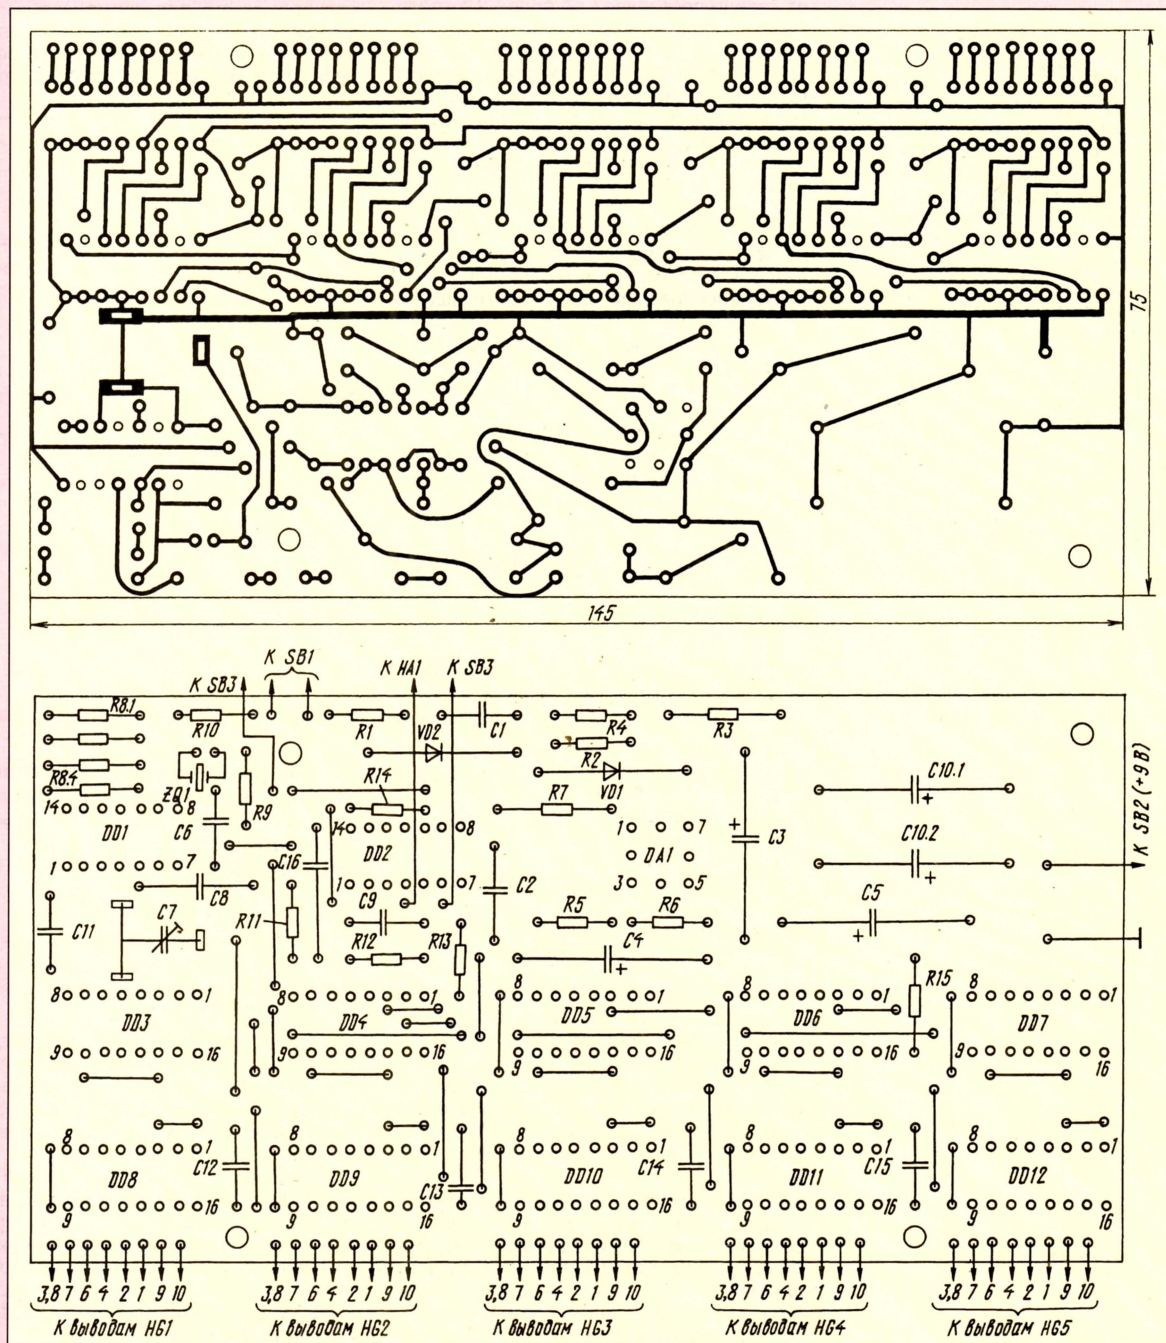 75
145
К SB1
К SB3 К HA1 К SB3
R8.1 R10 R1 VD2 C1 R4 R3
R2
R8.4 ZQ1 R9 R14 VD1 C10.1
14 8 R7
DD1 C6 14 8 1 7 C3 C10.2
C16 DD2 DA1
1 7 1 7 C2 3 5
C8 C9 C5
C11 C7 R11 R12 R13 R5 R6
C4
К SB2 (+9 В)
8 1 8 1 8 1 8 1 R15 8 1
DD3 DD4 DD5 DD6 DD7
9 16 9 16 9 16 9 16 9 16
8 1 8 1 8 1 8 1 8 1
C12 C13 C14 C15
DD8 DD9 DD10 DD11 DD12
9 16 9 16 9 16 9 16 9 16
3,8 7 6 4 2 1 9 10 3,8 7 6 4 2 1 9 10 3,8 7 6 4 2 1 9 10 3,8 7 6 4 2 1 9 10 3,8 7 6 4 2 1 9 10
К выводам HG1 К выводам HG2 К выводам HG3 К выводам HG4 К выводам HG5